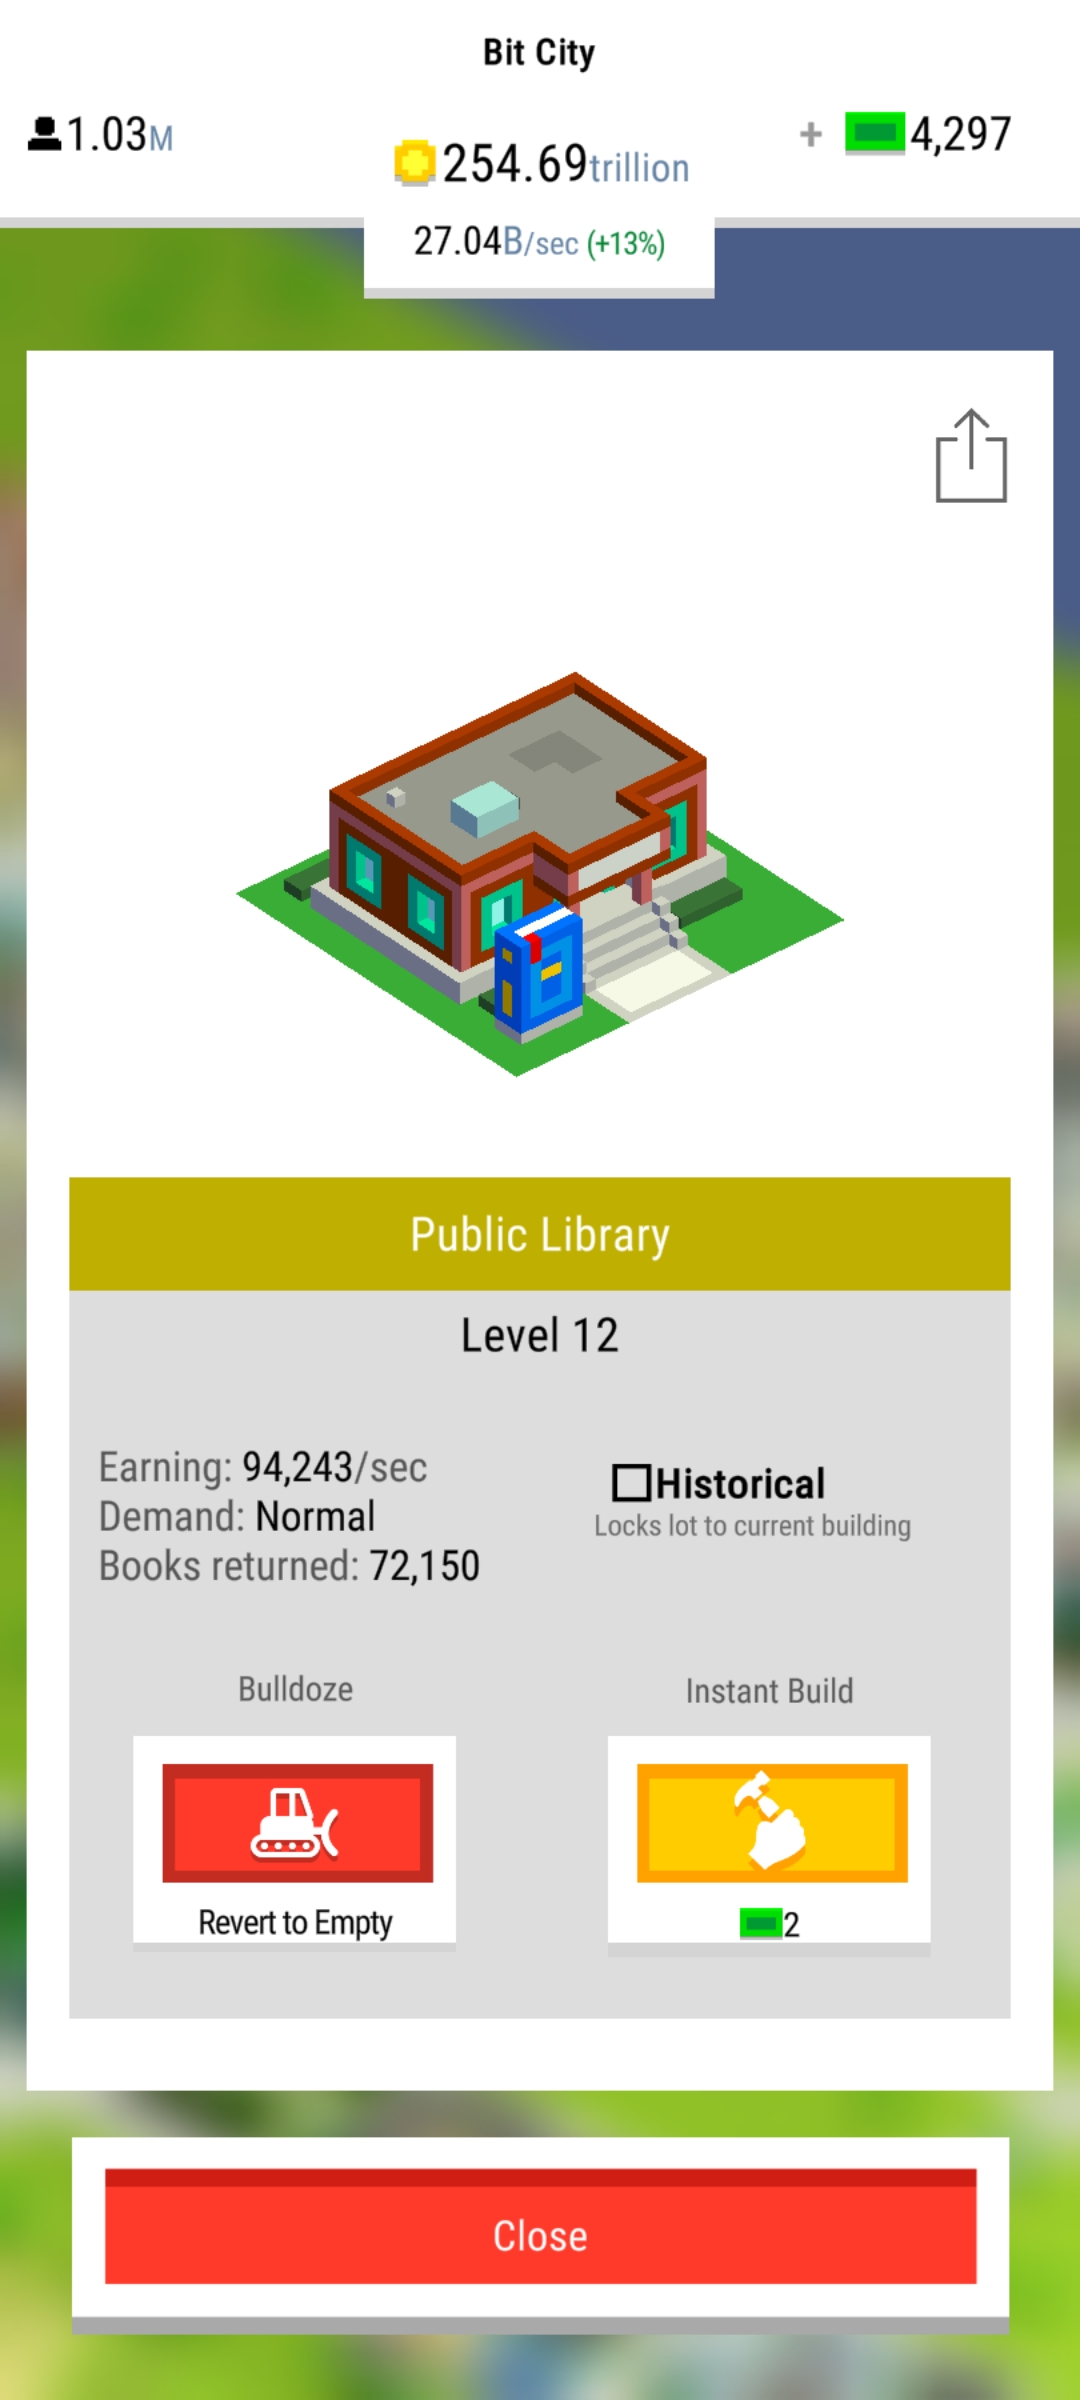 Bit City
1.03M
254.69trillion
+ 4,297
27.04B/sec (+13%)
Public Library
Level 12
Earning: 94,243/sec
Demand: Normal
Books returned: 72,150
Historical
Locks lot to current building
Bulldoze
Instant Build
Revert to Empty
2
Close